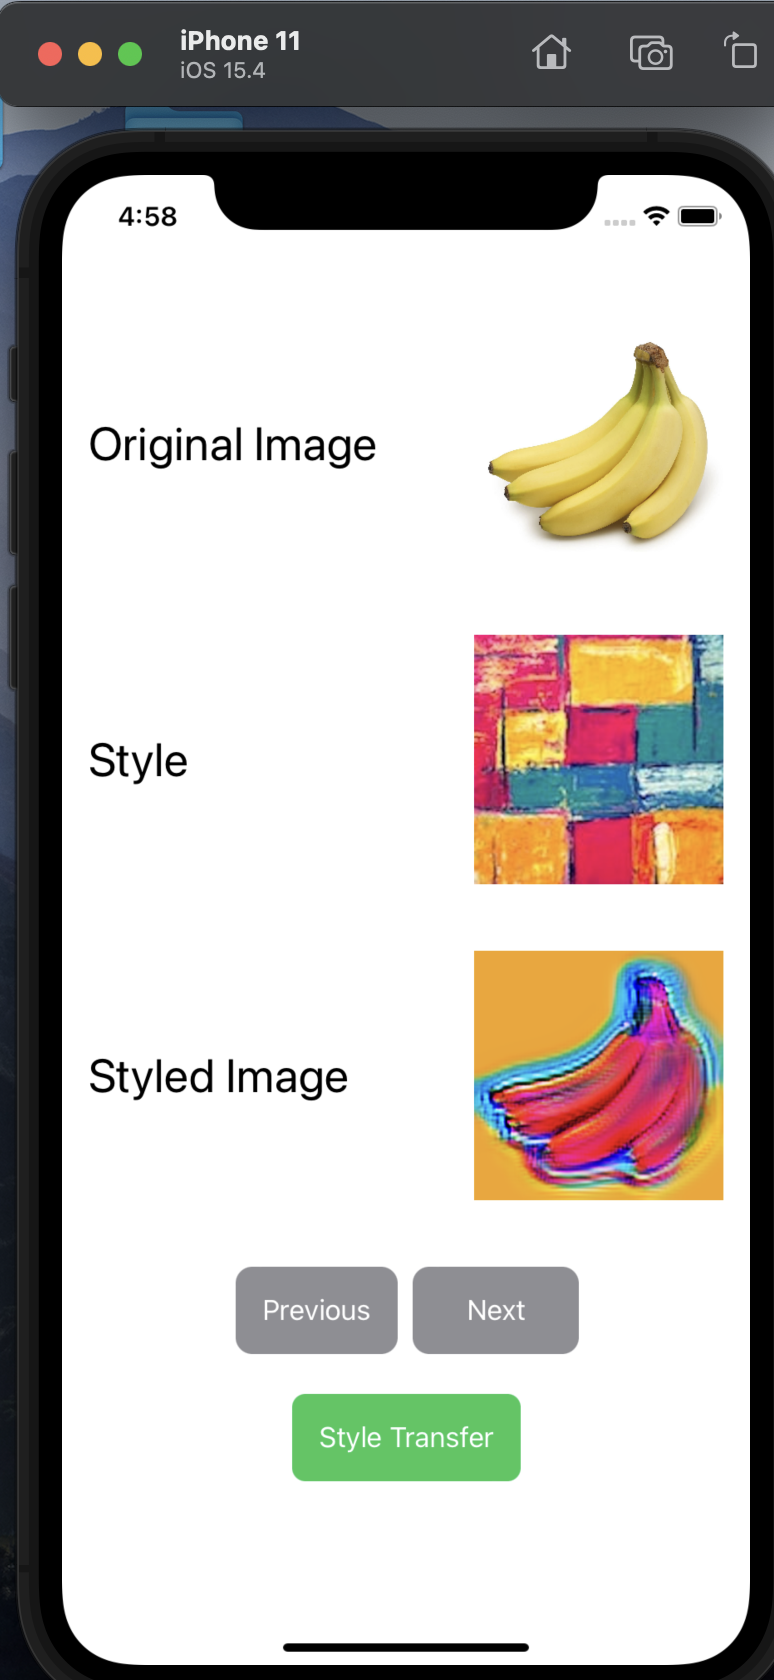 iPhone 11
iOS 15.4
4:58
Original Image
Style
Styled Image
Previous Next
Style Transfer